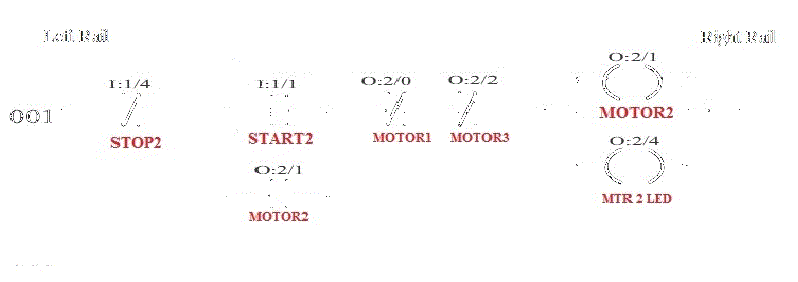 Left Rail
Right Rail
I:1/4
I:1/1
O:2/0
O:2/2
O:2/1
001
STOP2
START2
MOTOR1
MOTOR3
MOTOR2
O:2/1
O:2/4
MOTOR2
MTR 2 LED